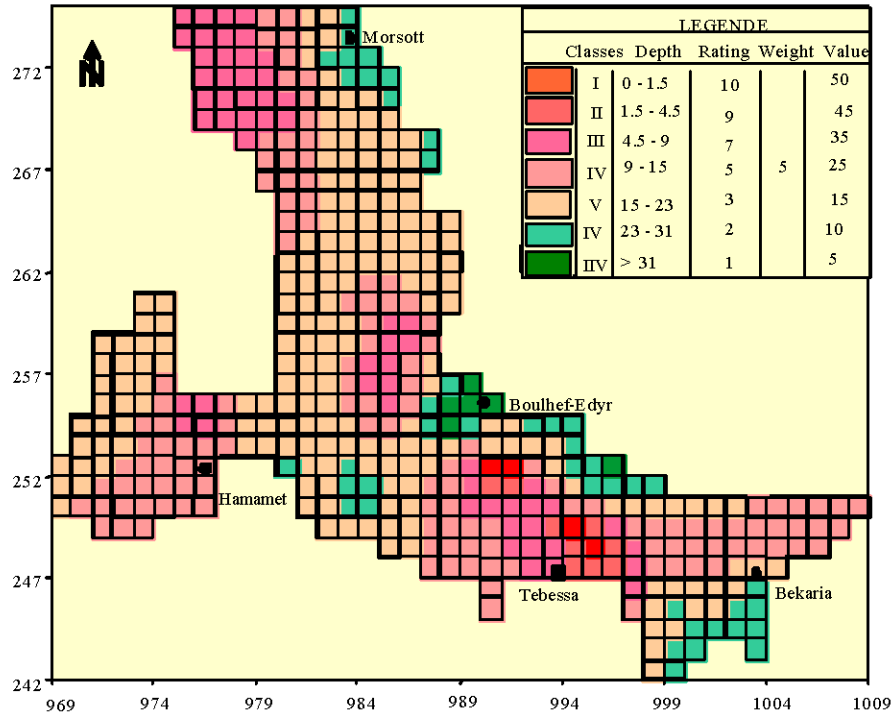 LEGENDE
Classes Depth Rating Weight Value
I 0 - 1.5 10 50
II 1.5 - 4.5 9 45
III 4.5 - 9 7 35
IV 9 - 15 5 5 25
V 15 - 23 3 15
IV 23 - 31 2 10
IIV > 31 1 5
Morsott
N
272
267
262
257
Boulhef-Edyr
252
Hamamet
247
Tebessa
Bekaria
242
969 974 979 984 989 994 999 1004 1009